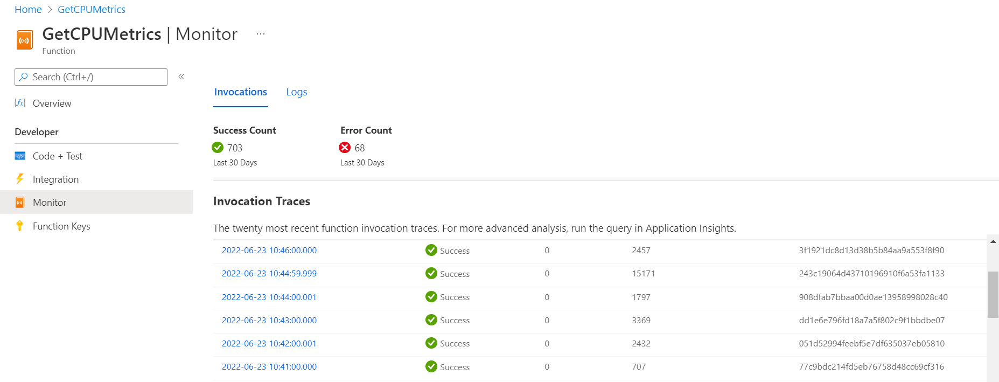 Home > GetCPUMetrics
GetCPUMetrics | Monitor ...
Function
Search (Ctrl+/) «
Overview
Developer
Code + Test
Integration
Monitor
Function Keys
Invocations Logs
Success Count Error Count
703 68
Last 30 Days Last 30 Days
Invocation Traces
The twenty most recent function invocation traces. For more advanced analysis, run the query in Application Insights.
2022-06-23 10:46:00.000 Success 0 2457 3f1921dc8d13d38b5b84aa9a553f8f90
2022-06-23 10:44:59.999 Success 0 15171 243c19064d43710196910f6a53fa1133
2022-06-23 10:44:00.001 Success 0 1797 908dfab7bbaa00d0ae13958998028c40
2022-06-23 10:43:00.000 Success 0 3369 dd1e6e796fd18a7a5f802c9f1bbdbe07
2022-06-23 10:42:00.001 Success 0 2432 051d52994feebf5e7df635037eb05810
2022-06-23 10:41:00.000 Success 0 707 77c9bdc214fd5eb76758d48cc69cf316